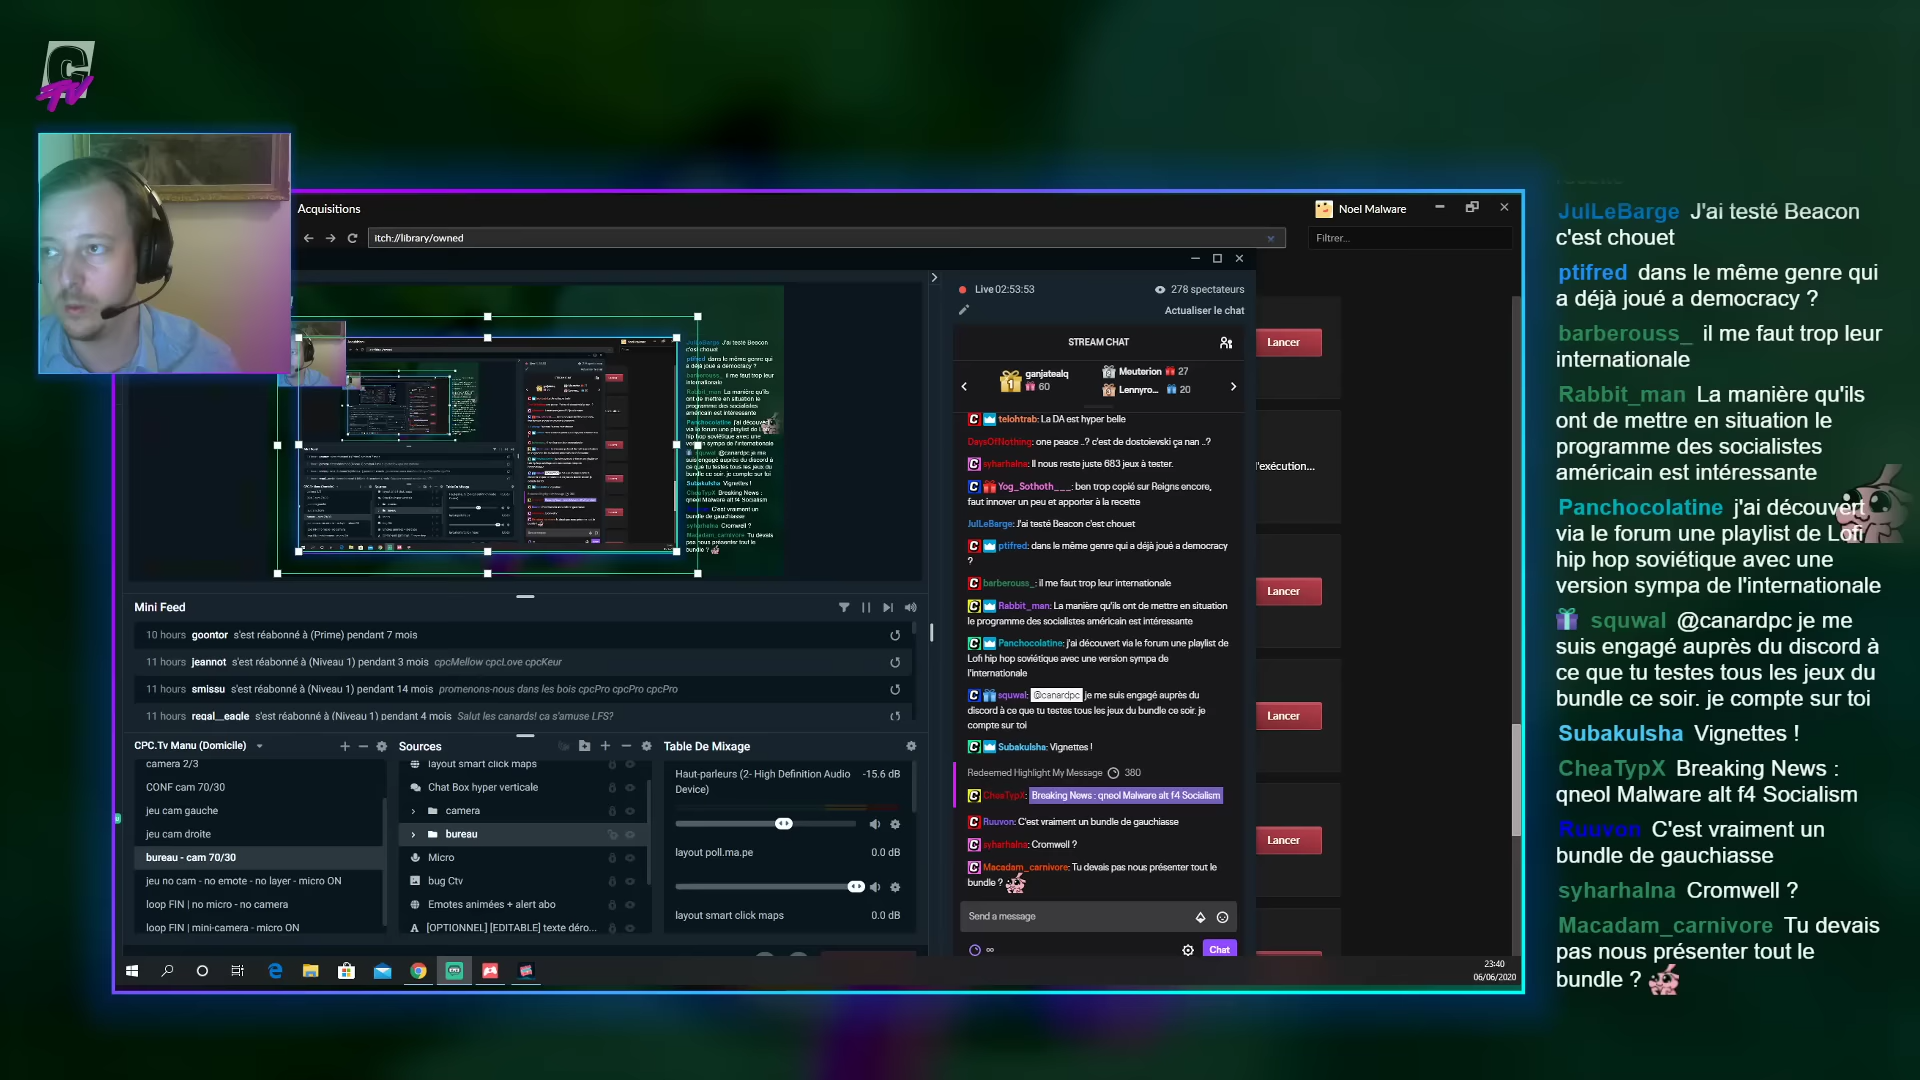 C
TV
Acquisitions
Noel Malware
itch://library/owned
Filtrer...
Live 02:53:53
278 spectateurs
Actualiser le chat
STREAM CHAT
ganjatealq
60
Meuterion 27
Lennyro... 20
telohtrab: La DA est hyper belle
DaysOfNothing: one peace ..? c'est de dostoievski ça nan ..?
syharhalna: Il nous reste juste 683 jeux à tester.
Yog_Sothoth___: ben trop copié sur Reigns encore,
faut innover un peu et apporter à la recette
JulLeBarge: J'ai testé Beacon c'est chouet
ptifred: dans le même genre qui a déjà joué a democracy
?
barberouss_: il me faut trop leur internationale
Rabbit_man: La manière qu'ils ont de mettre en situation
le programme des socialistes américain est intéressante
Panchocolatine: j'ai découvert via le forum une playlist de
Lofi hip hop soviétique avec une version sympa de
l'internationale
squwal: @canardpc je me suis engagé auprès du
discord à ce que tu testes tous les jeux du bundle ce soir. je
compte sur toi
Subakulsha: Vignettes !
Redeemed Highlight My Message 380
CheaTypX: Breaking News : qneol Malware alt f4 Socialism
Ruuvon: C'est vraiment un bundle de gauchiasse
syharhalna: Cromwell ?
Macadam_carnivore: Tu devais pas nous présenter tout le
bundle ?
Send a message
Chat
Lancer
l'exécution...
Lancer
Lancer
Lancer
Mini Feed
10 hours goontor s'est réabonné à (Prime) pendant 7 mois
11 hours jeannot s'est réabonné à (Niveau 1) pendant 3 mois cpcMellow cpcLove cpcKeur
11 hours smissu s'est réabonné à (Niveau 1) pendant 14 mois promenons-nous dans les bois cpcPro cpcPro cpcPro
11 hours regal__eagle s'est réabonné à (Niveau 1) pendant 4 mois Salut les canards! ca s'amuse LFS?
CPC.Tv Manu (Domicile)
camera 2/3
CONF cam 70/30
jeu cam gauche
jeu cam droite
bureau - cam 70/30
jeu no cam - no emote - no layer - micro ON
loop FIN | no micro - no camera
loop FIN | mini-camera - micro ON
Sources
layout smart click maps
Chat Box hyper verticale
camera
bureau
Micro
bug Ctv
Emotes animées + alert abo
[OPTIONNEL] [EDITABLE] texte déro...
Table De Mixage
Haut-parleurs (2- High Definition Audio
Device)
-15.6 dB
layout poll.ma.pe
0.0 dB
layout smart click maps
0.0 dB
23:40
06/06/2020
JulLeBarge J'ai testé Beacon
c'est chouet
ptifred dans le même genre qui
a déjà joué a democracy ?
barberouss_ il me faut trop leur
internationale
Rabbit_man La manière qu'ils
ont de mettre en situation le
programme des socialistes
américain est intéressante
Panchocolatine j'ai découvert
via le forum une playlist de Lofi
hip hop soviétique avec une
version sympa de l'internationale
squwal @canardpc je me
suis engagé auprès du discord à
ce que tu testes tous les jeux du
bundle ce soir. je compte sur toi
Subakulsha Vignettes !
CheaTypX Breaking News :
qneol Malware alt f4 Socialism
Ruuvon C'est vraiment un
bundle de gauchiasse
syharhalna Cromwell ?
Macadam_carnivore Tu devais
pas nous présenter tout le
bundle ?